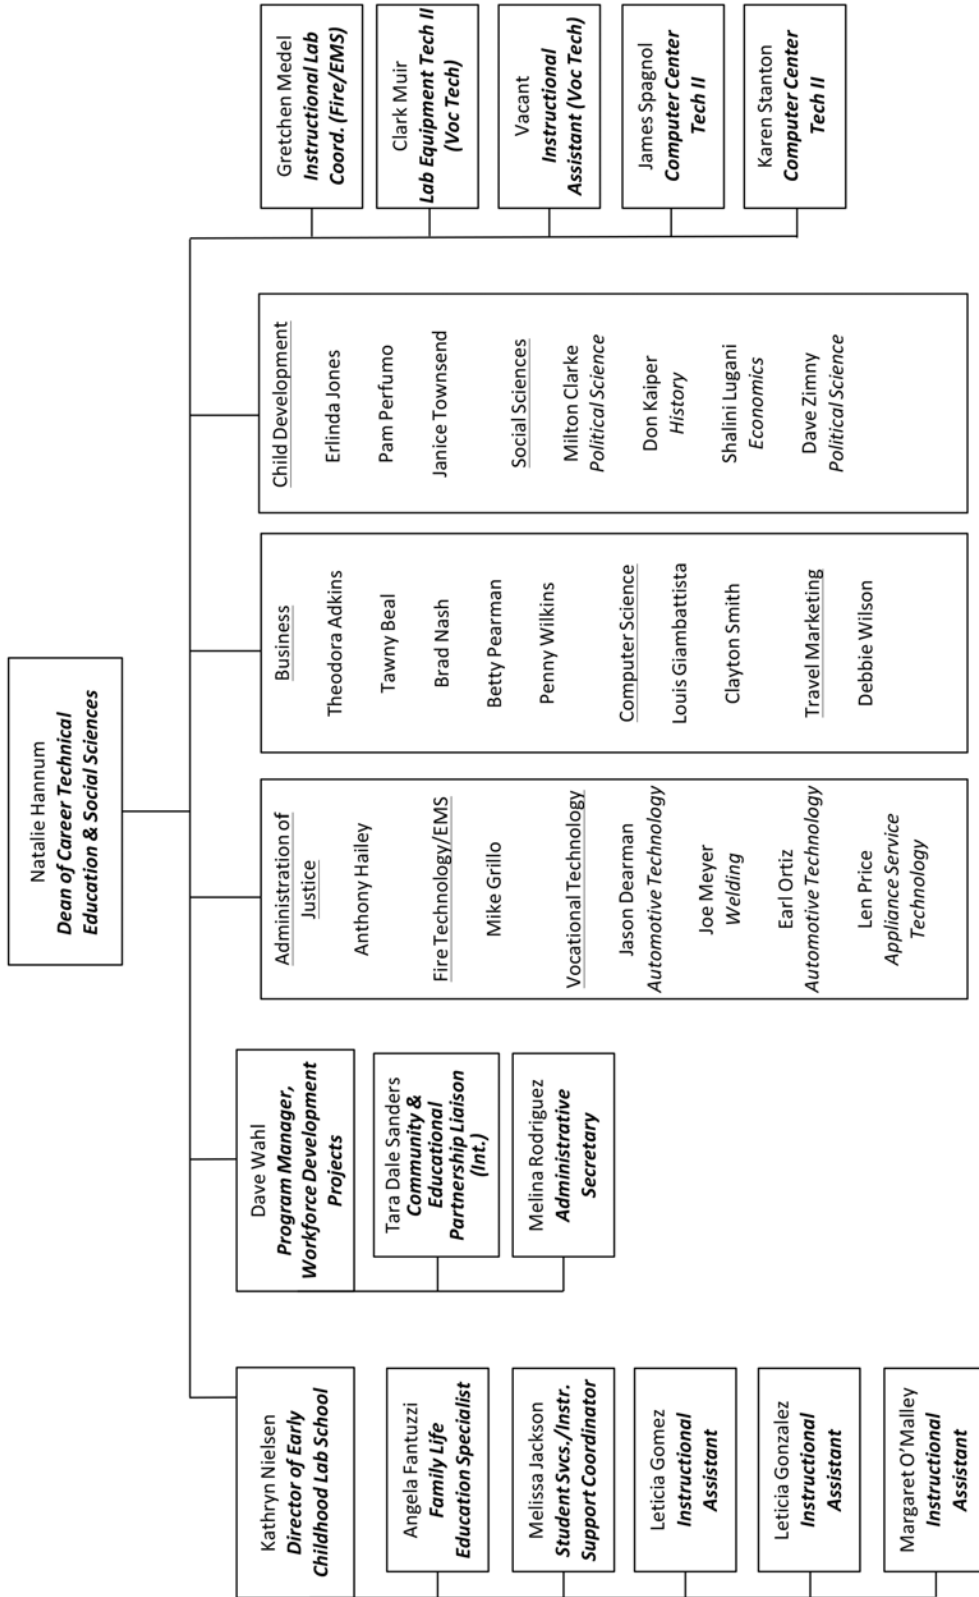 Natalie Hannum
Dean of Career Technical
Education & Social Sciences
Kathryn Nielsen
Director of Early
Childhood Lab School
Angela Fantuzzi
Family Life
Education Specialist
Melissa Jackson
Student Svcs./Instr.
Support Coordinator
Leticia Gomez
Instructional
Assistant
Leticia Gonzalez
Instructional
Assistant
Margaret O’Malley
Instructional
Assistant
Dave Wahl
Program Manager,
Workforce Development
Projects
Tara Dale Sanders
Community &
Educational
Partnership Liaison
(Int.)
Melina Rodriguez
Administrative
Secretary
Administration of
Justice
Anthony Hailey
Fire Technology/EMS
Mike Grillo
Vocational Technology
Jason Dearman
Automotive Technology
Joe Meyer
Welding
Earl Ortiz
Automotive Technology
Len Price
Appliance Service
Technology
Business
Theodora Adkins
Tawny Beal
Brad Nash
Betty Pearman
Penny Wilkins
Computer Science
Louis Giambattista
Clayton Smith
Travel Marketing
Debbie Wilson
Child Development
Erlinda Jones
Pam Perfumo
Janice Townsend
Social Sciences
Milton Clarke
Political Science
Don Kaiper
History
Shalini Lugani
Economics
Dave Zimny
Political Science
Gretchen Medel
Instructional Lab
Coord. (Fire/EMS)
Clark Muir
Lab Equipment Tech II
(Voc Tech)
Vacant
Instructional
Assistant (Voc Tech)
James Spagnol
Computer Center
Tech II
Karen Stanton
Computer Center
Tech II